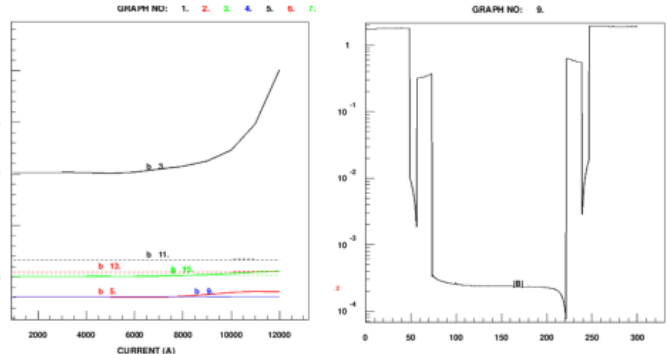 GRAPH NO: 1. 2. 3. 4. 5. 6. 7.
b 3.
b 11.
b 13.
b 5.
b 9.
2000 4000 6000 8000 10000 12000
CURRENT (A)
GRAPH NO: 9.
1
10 -1
10 -2
10 -3
10 -4
|B|
0 50 100 150 200 250 300